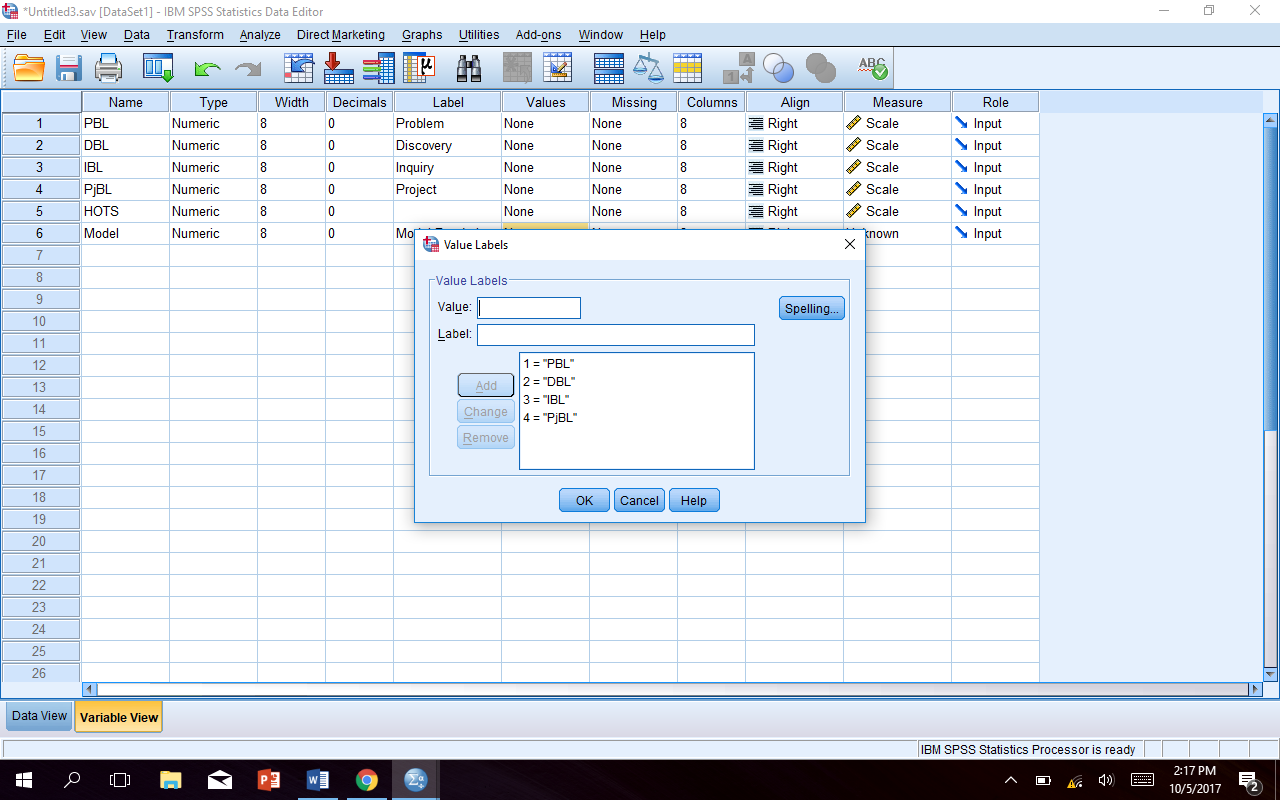 *Untitled3.sav [DataSet1] - IBM SPSS Statistics Data Editor
File Edit View Data Transform Analyze Direct Marketing Graphs Utilities Add-ons Window Help
Name Type Width Decimals Label Values Missing Columns Align Measure Role
1 PBL Numeric 8 0 Problem None None 8 Right Scale Input
2 DBL Numeric 8 0 Discovery None None 8 Right Scale Input
3 IBL Numeric 8 0 Inquiry None None 8 Right Scale Input
4 PjBL Numeric 8 0 Project None None 8 Right Scale Input
5 HOTS Numeric 8 0 None None 8 Right Scale Input
6 Model Numeric 8 0 Input
7
8
9
10
11
12
13
14
15
16
17
18
19
20
21
22
23
24
25
26
Value Labels
Value Labels
Value:
Spelling...
Label:
1 = "PBL"
2 = "DBL"
3 = "IBL"
4 = "PjBL"
Add
Change
Remove
OK Cancel Help
Data View Variable View
IBM SPSS Statistics Processor is ready
2:17 PM
10/5/2017
2